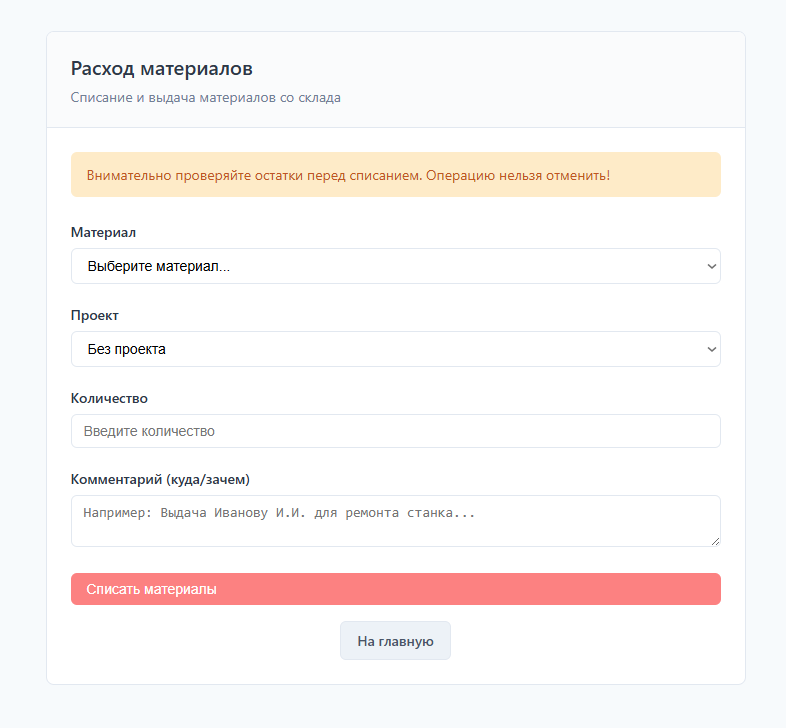 Расход материалов
Списание и выдача материалов со склада
Внимательно проверяйте остатки перед списанием. Операцию нельзя отменить!
Материал
Выберите материал...
Проект
Без проекта
Количество
Введите количество
Комментарий (куда/зачем)
Например: Выдача Иванову И.И. для ремонта станка...
Списать материалы
На главную